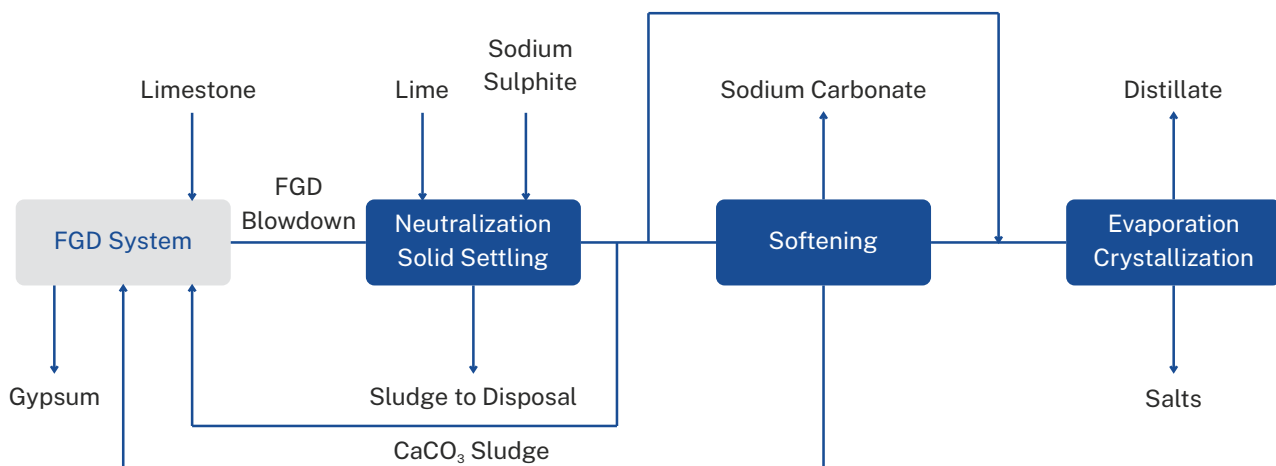 Sodium
Sulphite
Limestone
Lime
Sodium Carbonate
Distillate
FGD
Blowdown
FGD System
Neutralization
Solid Settling
Softening
Evaporation
Crystallization
Gypsum
Sludge to Disposal
Salts
CaCO₃ Sludge